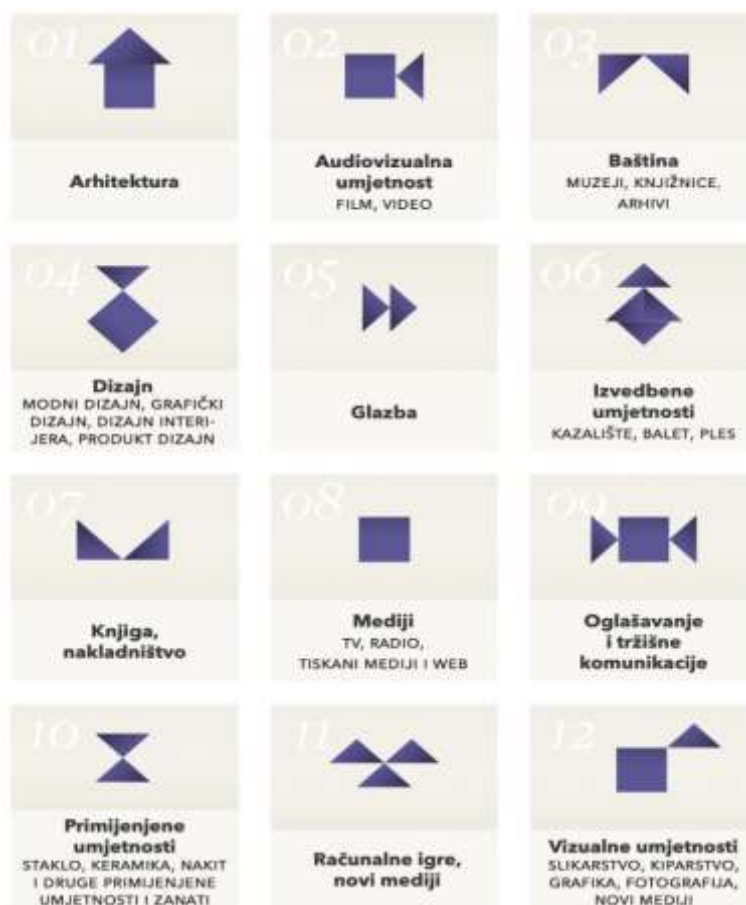 01
Arhitektura
02
Audiovizualna
umjetnost
FILM, VIDEO
03
Baština
MUZEJI, KNJIŽNICE,
ARHIVI
04
Dizajn
MODNI DIZAJN, GRAFIČKI
DIZAJN, DIZAJN INTERI-
JERA, PRODUKT DIZAJN
05
Glazba
06
Izvedbene
umjetnosti
KAZALIŠTE, BALET, PLES
07
Knjiga,
nakladništvo
08
Mediji
TV, RADIO,
TISKANI MEDIJI I WEB
09
Oglašavanje
i tržišne
komunikacije
10
Primijenjene
umjetnosti
STAKLO, KERAMIKA, NAKIT
I DRUGE PRIMIJENJENE
UMJETNOSTI I ZANATI
11
Računalne igre,
novi mediji
12
Vizualne umjetnosti
SLIKARSTVO, KIPARSTVO,
GRAFIKA, FOTOGRAFIJA,
NOVI MEDIJI